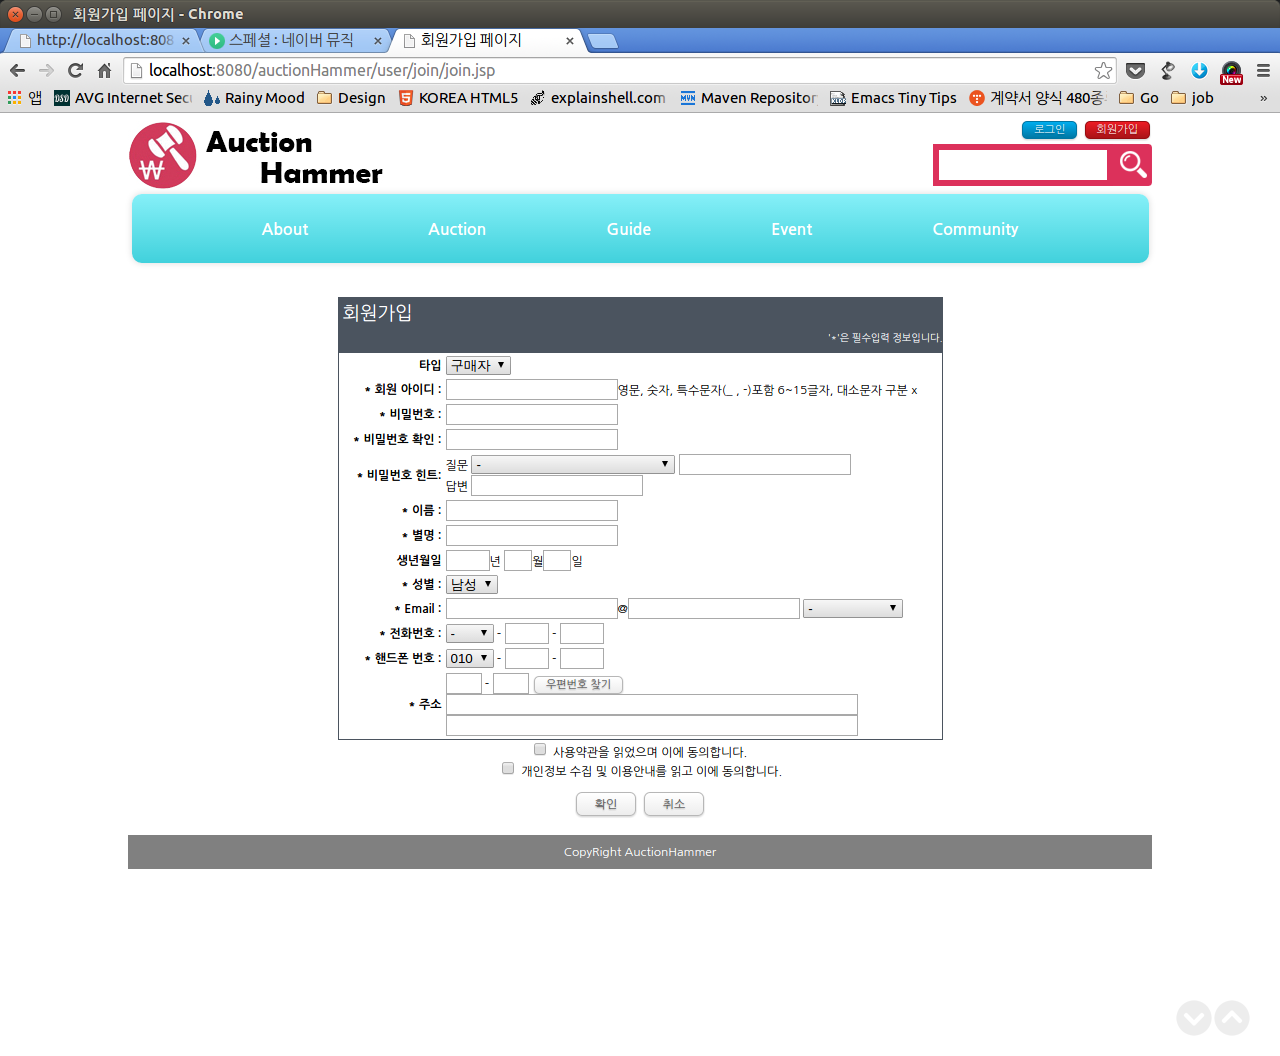 회원가입 페이지 - Chrome
http://localhost:808
스페셜 : 네이버 뮤직
회원가입 페이지
localhost:8080/auctionHammer/user/join/join.jsp
앱
AVG Internet Sec
Rainy Mood
Design
KOREA HTML5
explainshell.com
Maven Repositor
Emacs Tiny Tips
계약서 양식 480종
Go
job
»
New
Auction
Hammer
로그인
회원가입
About
Auction
Guide
Event
Community
회원가입
'*'은 필수입력 정보입니다.
타입 구매자
* 회원 아이디 : 영문, 숫자, 특수문자(_ , -)포함 6~15글자, 대소문자 구분 x
* 비밀번호 :
* 비밀번호 확인 :
* 비밀번호 힌트: 질문 -
답변
* 이름 :
* 별명 :
생년월일 년 월 일
* 성별 : 남성
* Email : @ -
* 전화번호 : - - -
* 핸드폰 번호 : 010 - -
- 우편번호 찾기
* 주소
사용약관을 읽었으며 이에 동의합니다.
개인정보 수집 및 이용안내를 읽고 이에 동의합니다.
확인 취소
CopyRight AuctionHammer